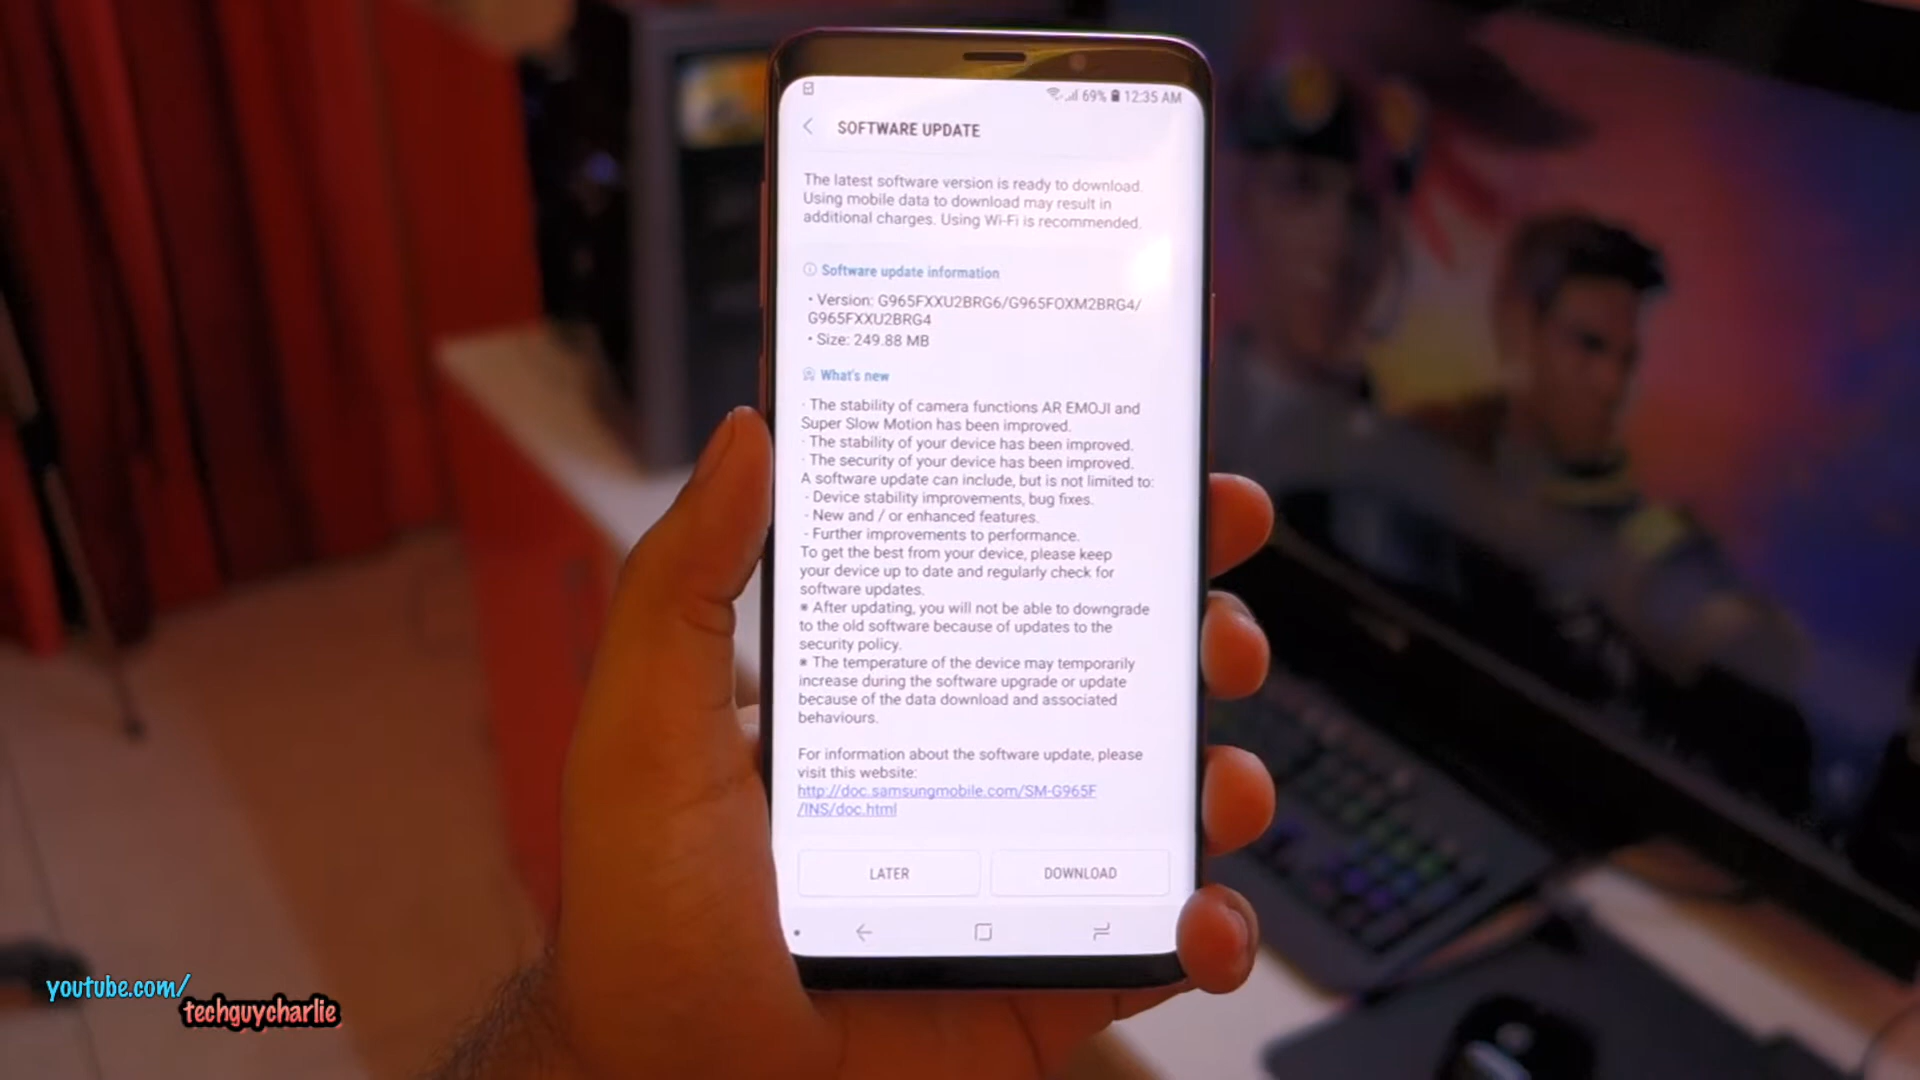 69% 12:35 AM
SOFTWARE UPDATE
The latest software version is ready to download.
Using mobile data to download may result in
additional charges. Using Wi-Fi is recommended.
Software update information
• Version: G965FXXU2BRG6/G965FOXM2BRG4/
G965FXXU2BRG4
• Size: 249.88 MB
What's new
· The stability of camera functions AR EMOJI and
Super Slow Motion has been improved.
· The stability of your device has been improved.
· The security of your device has been improved.
A software update can include, but is not limited to:
- Device stability improvements, bug fixes.
- New and / or enhanced features.
- Further improvements to performance.
To get the best from your device, please keep
your device up to date and regularly check for
software updates.
※ After updating, you will not be able to downgrade
to the old software because of updates to the
security policy.
※ The temperature of the device may temporarily
increase during the software upgrade or update
because of the data download and associated
behaviours.
For information about the software update, please
visit this website:
http://doc.samsungmobile.com/SM-G965F
/INS/doc.html
LATER DOWNLOAD
youtube.com/
techguycharlie